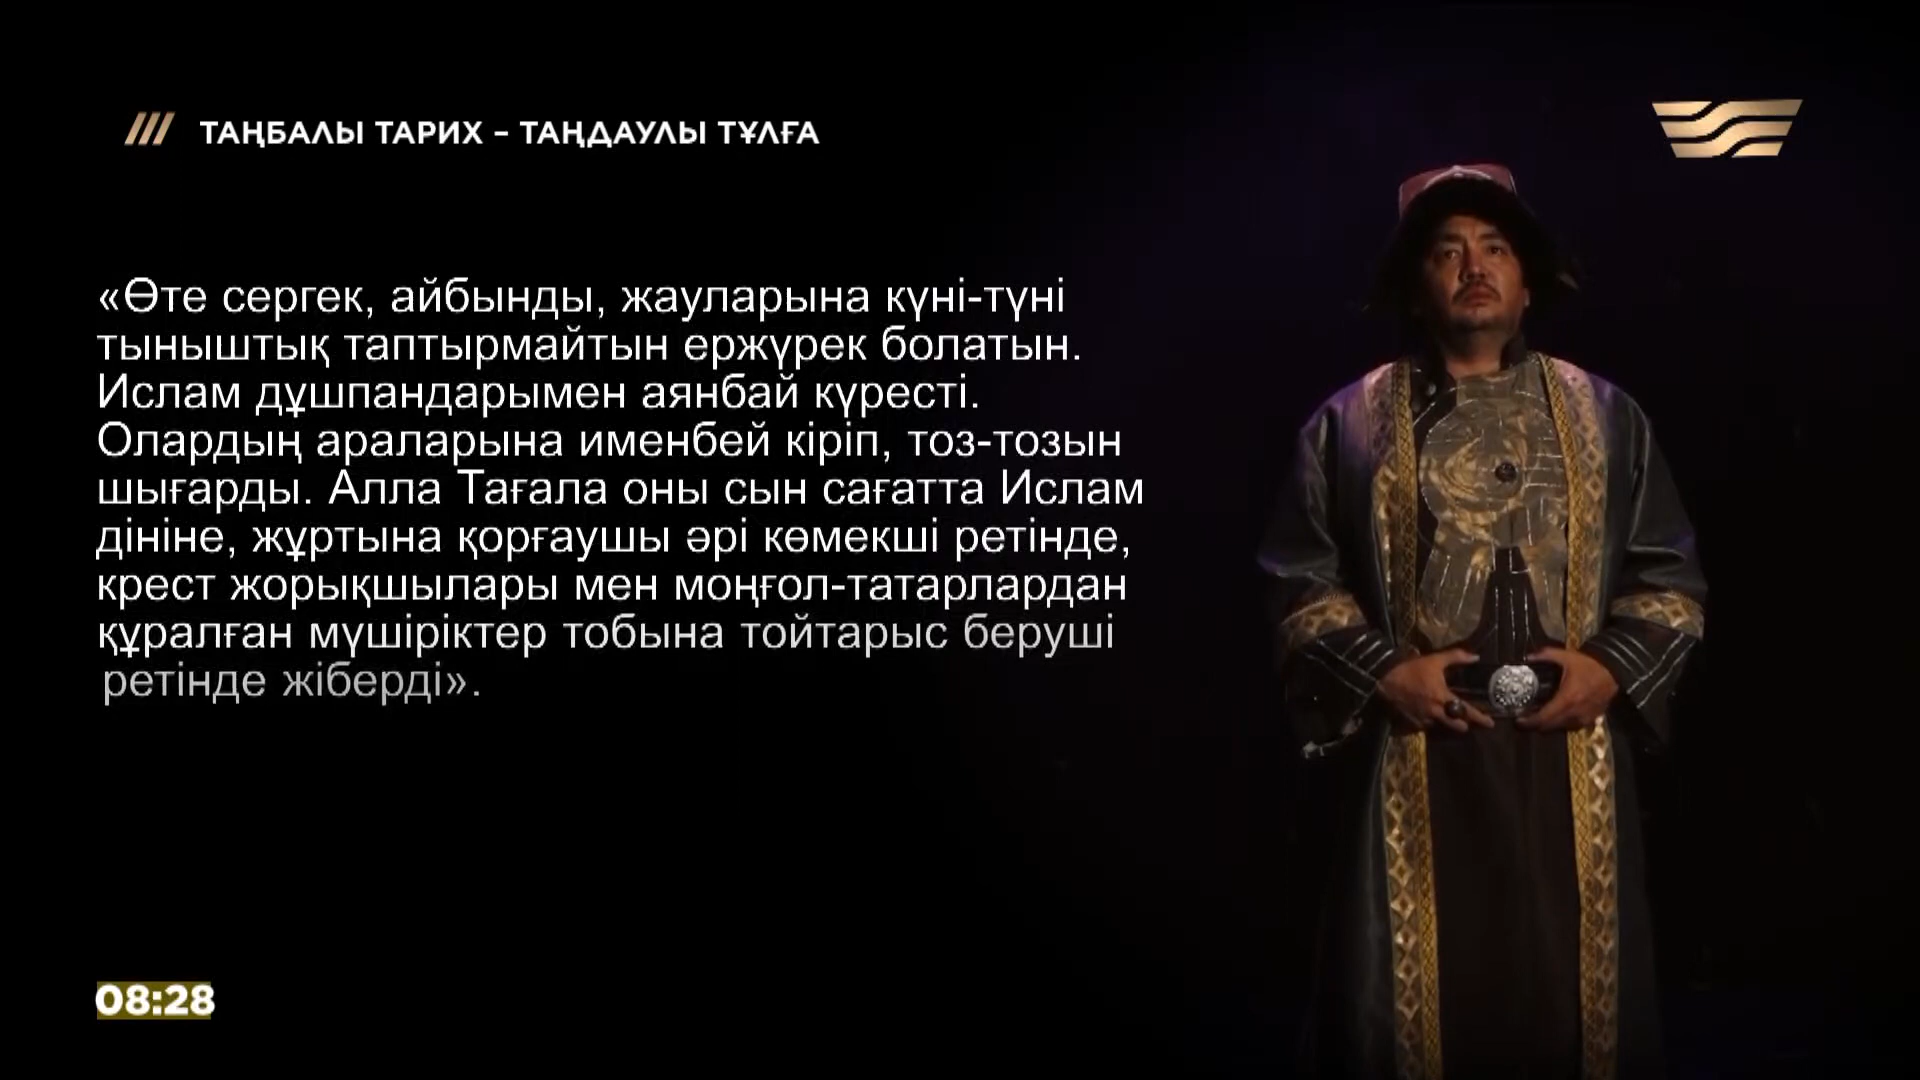 ТАҢБАЛЫ ТАРИХ – ТАҢДАУЛЫ ТҰЛҒА
«Өте сергек, айбынды, жауларына күні-түні
тыныштық таптырмайтын ержүрек болатын.
Ислам дұшпандарымен аянбай күресті.
Олардың араларына именбей кіріп, тоз-тозын
шығарды. Алла Тағала оны сын сағатта Ислам
дініне, жұртына қорғаушы әрі көмекші ретінде,
крест жорықшылары мен моңғол-татарлардан
құралған мүшіріктер тобына тойтарыс беруші
ретінде жіберді».
08:28